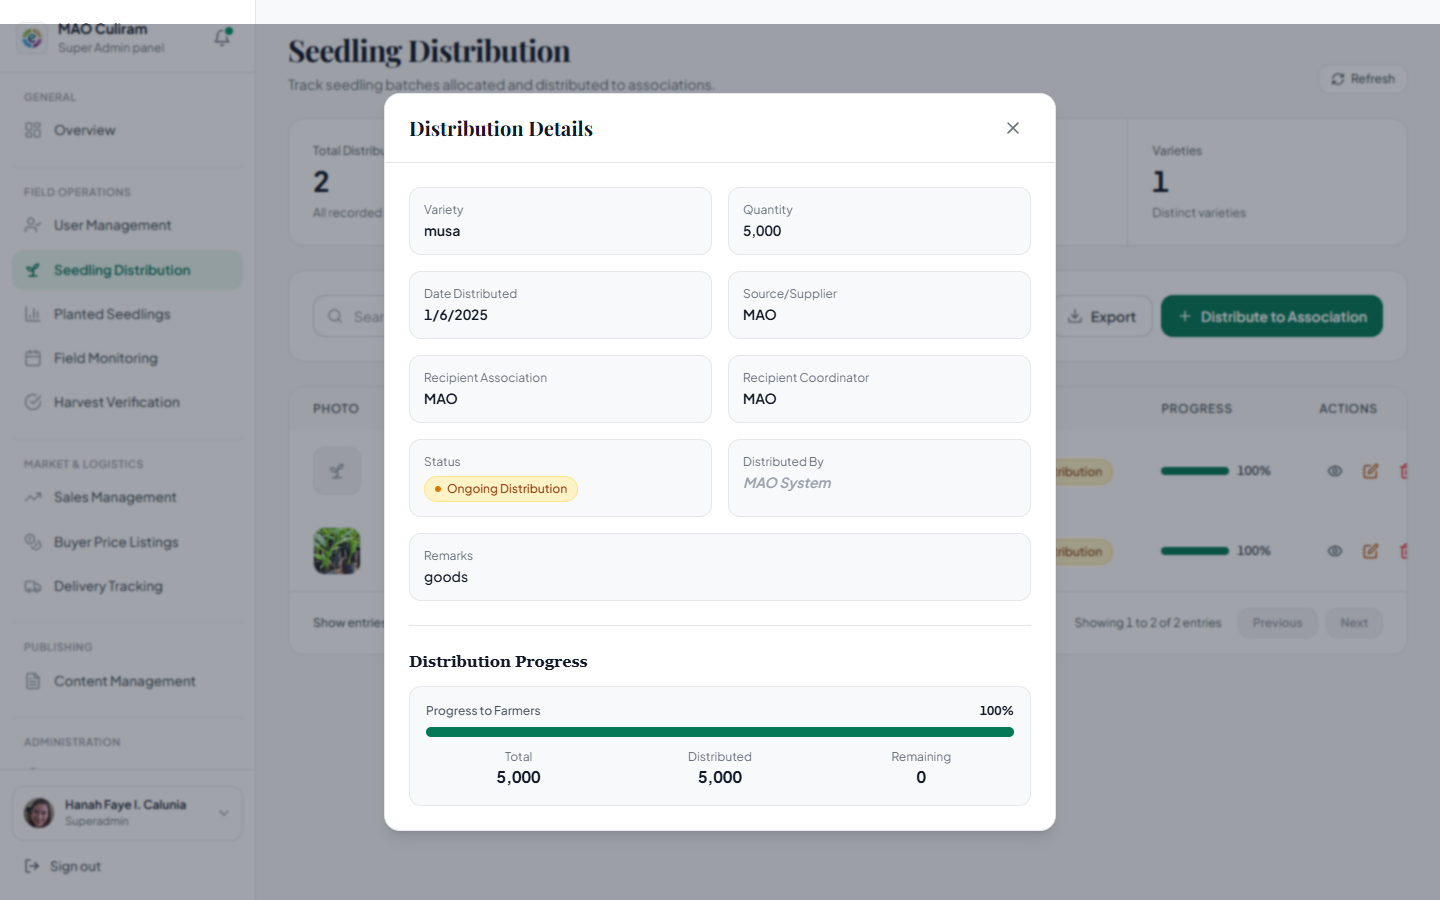 MAO Culiram
Super Admin panel
GENERAL
Overview
FIELD OPERATIONS
User Management
Seedling Distribution
Planted Seedlings
Field Monitoring
Harvest Verification
MARKET & LOGISTICS
Sales Management
Buyer Price Listings
Delivery Tracking
PUBLISHING
Content Management
ADMINISTRATION
Hanah Faye I. Calunia
Superadmin
Sign out
Seedling Distribution
Track seedling batches allocated and distributed to associations.
Refresh
Total
2
All recorded
Varieties
1
Distinct varieties
Export
+ Distribute to Association
PHOTO
PROGRESS
ACTIONS
100%
100%
Show
Showing 1 to 2 of 2 entries
Previous
Next
Distribution Details
Variety
musa
Quantity
5,000
Date Distributed
1/6/2025
Source/Supplier
MAO
Recipient Association
MAO
Recipient Coordinator
MAO
Status
Ongoing Distribution
Distributed By
MAO System
Remarks
goods
Distribution Progress
Progress to Farmers
100%
Total
5,000
Distributed
5,000
Remaining
0